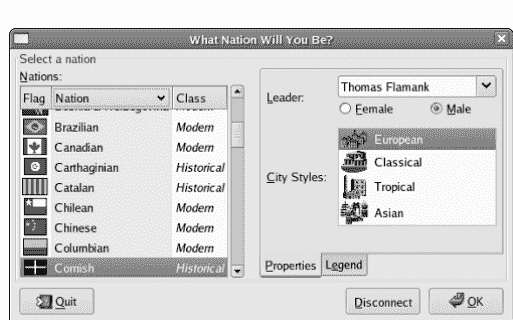 What Nation Will You Be?
Select a nation
Nations:
Flag Nation Class
Modern
Brazilian Modern
Canadian Modern
Carthaginian Historical
Catalan Historical
Chilean Modern
Chinese Modern
Columbian Modern
Cornish Historical
Leader: Thomas Flamank
Female Male
City Styles:
European
Classical
Tropical
Asian
Properties Legend
Quit Disconnect OK